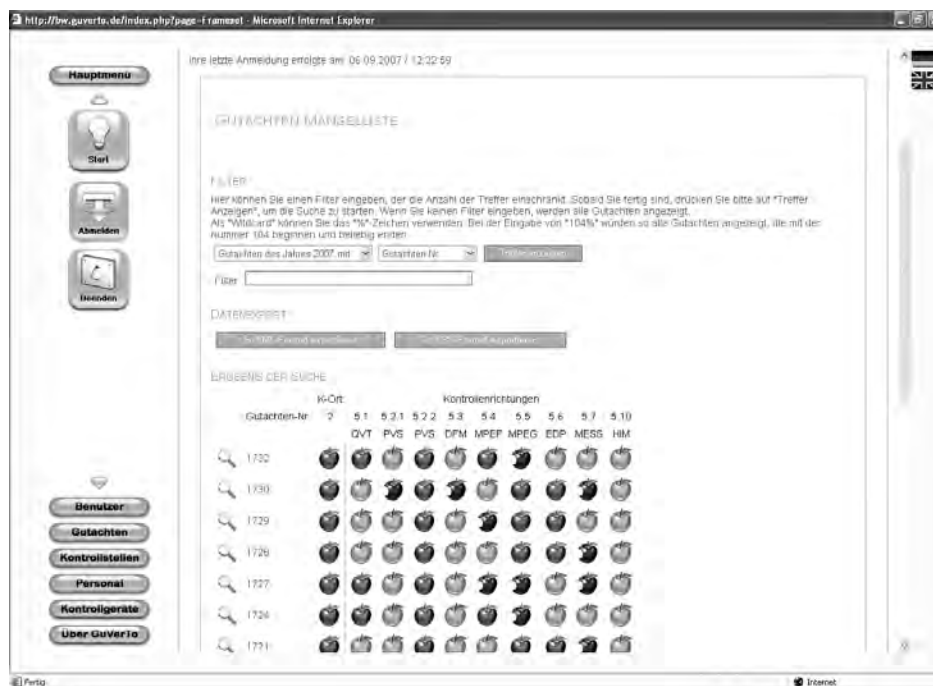 http://bw.guverto.de/index.php?page=frameset - Microsoft Internet Explorer
Ihre letzte Anmeldung erfolgte am: 06.09.2007 / 12:22:59
Hauptmenü
Start
Abmelden
Beenden
Benutzer
Gutachten
Kontrollstellen
Personal
Kontrollgeräte
Über GuVerTo
GUTACHTEN MANGELLISTE
FILTER
Hier können Sie einen Filter eingeben, der die Anzahl der Treffer einschränkt. Sobald Sie fertig sind, drücken Sie bitte auf "Treffer
Anzeigen", um die Suche zu starten. Wenn Sie keinen Filter eingeben, werden alle Gutachten angezeigt.
Als "Wildcard" können Sie das "%"-Zeichen verwenden. Bei der Eingabe von "104%" würden so alle Gutachten angezeigt, die mit der
Nummer 104 beginnen und beliebig enden.
Gutachten des Jahres 2007 mit Gutachten-Nr. Treffer anzeigen
Filter
DATENEXPORT
ERGEBNIS DER SUCHE
K-Ort Kontrolleinrichtungen
Gutachten-Nr 2 5.1 5.2.1 5.2.2 5.3 5.4 5.5 5.6 5.7 5.10
QVT PVS PVS DFM MPEP MPEG EDP MESS HM
1732
1730
1729
1728
1727
1724
1721
Fertig
Internet